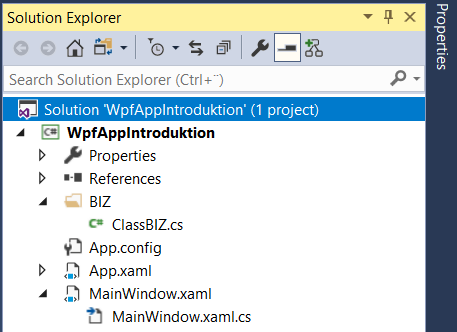 Solution Explorer
Search Solution Explorer (Ctrl+¨)
Solution 'WpfAppIntroduktion' (1 project)
C# WpfAppIntroduktion
Properties
References
BIZ
C# ClassBIZ.cs
App.config
App.xaml
MainWindow.xaml
MainWindow.xaml.cs
Properties